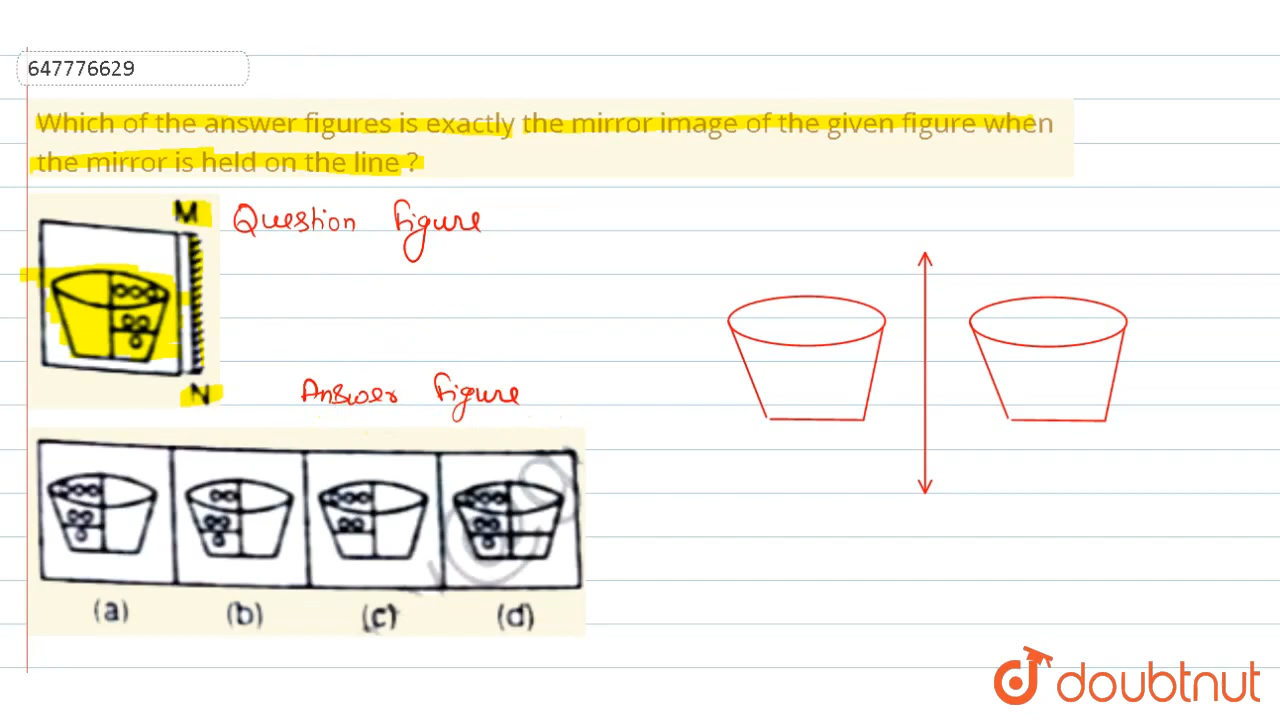 647776629
Which of the answer figures is exactly the mirror image of the given figure when
the mirror is held on the line ?
M
Question figure
N
Answer figure
(a) (b) (c) (d)
doubtnut